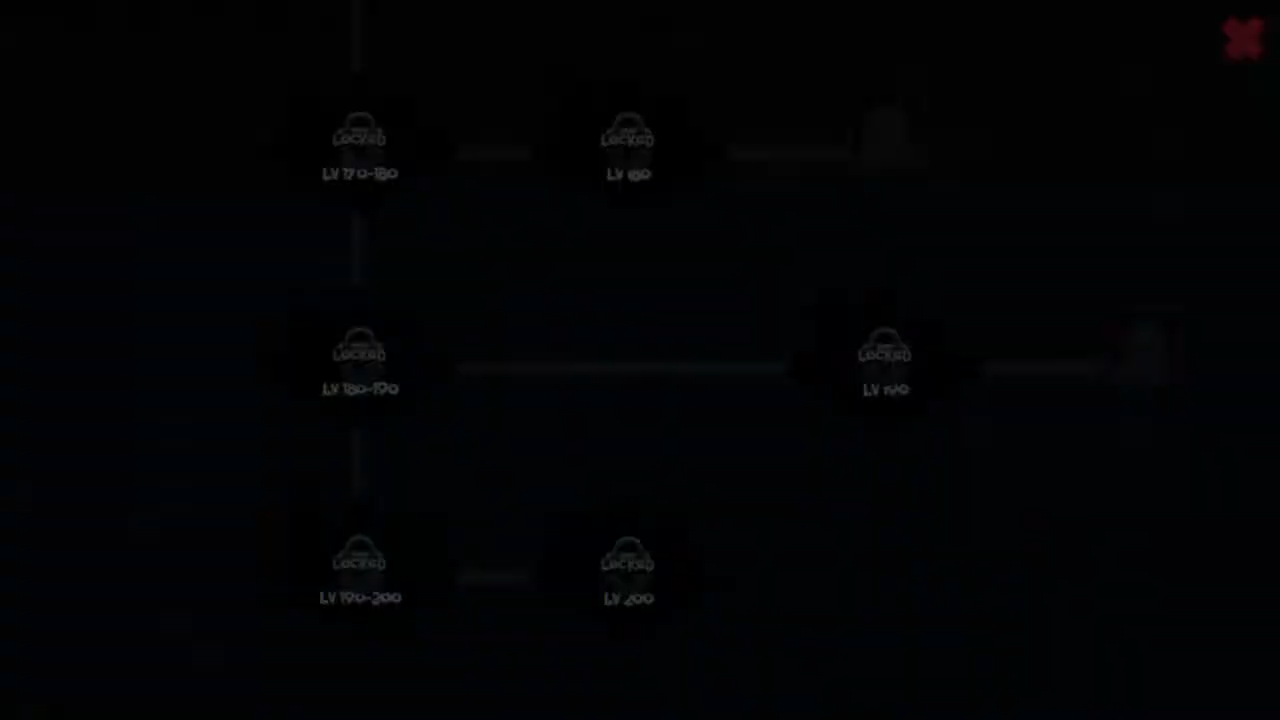 LOCKED LOCKED
LV 170-180 LV 180
LOCKED LOCKED
LV 180-190 LV 190
LOCKED LOCKED
LV 190-200 LV 200